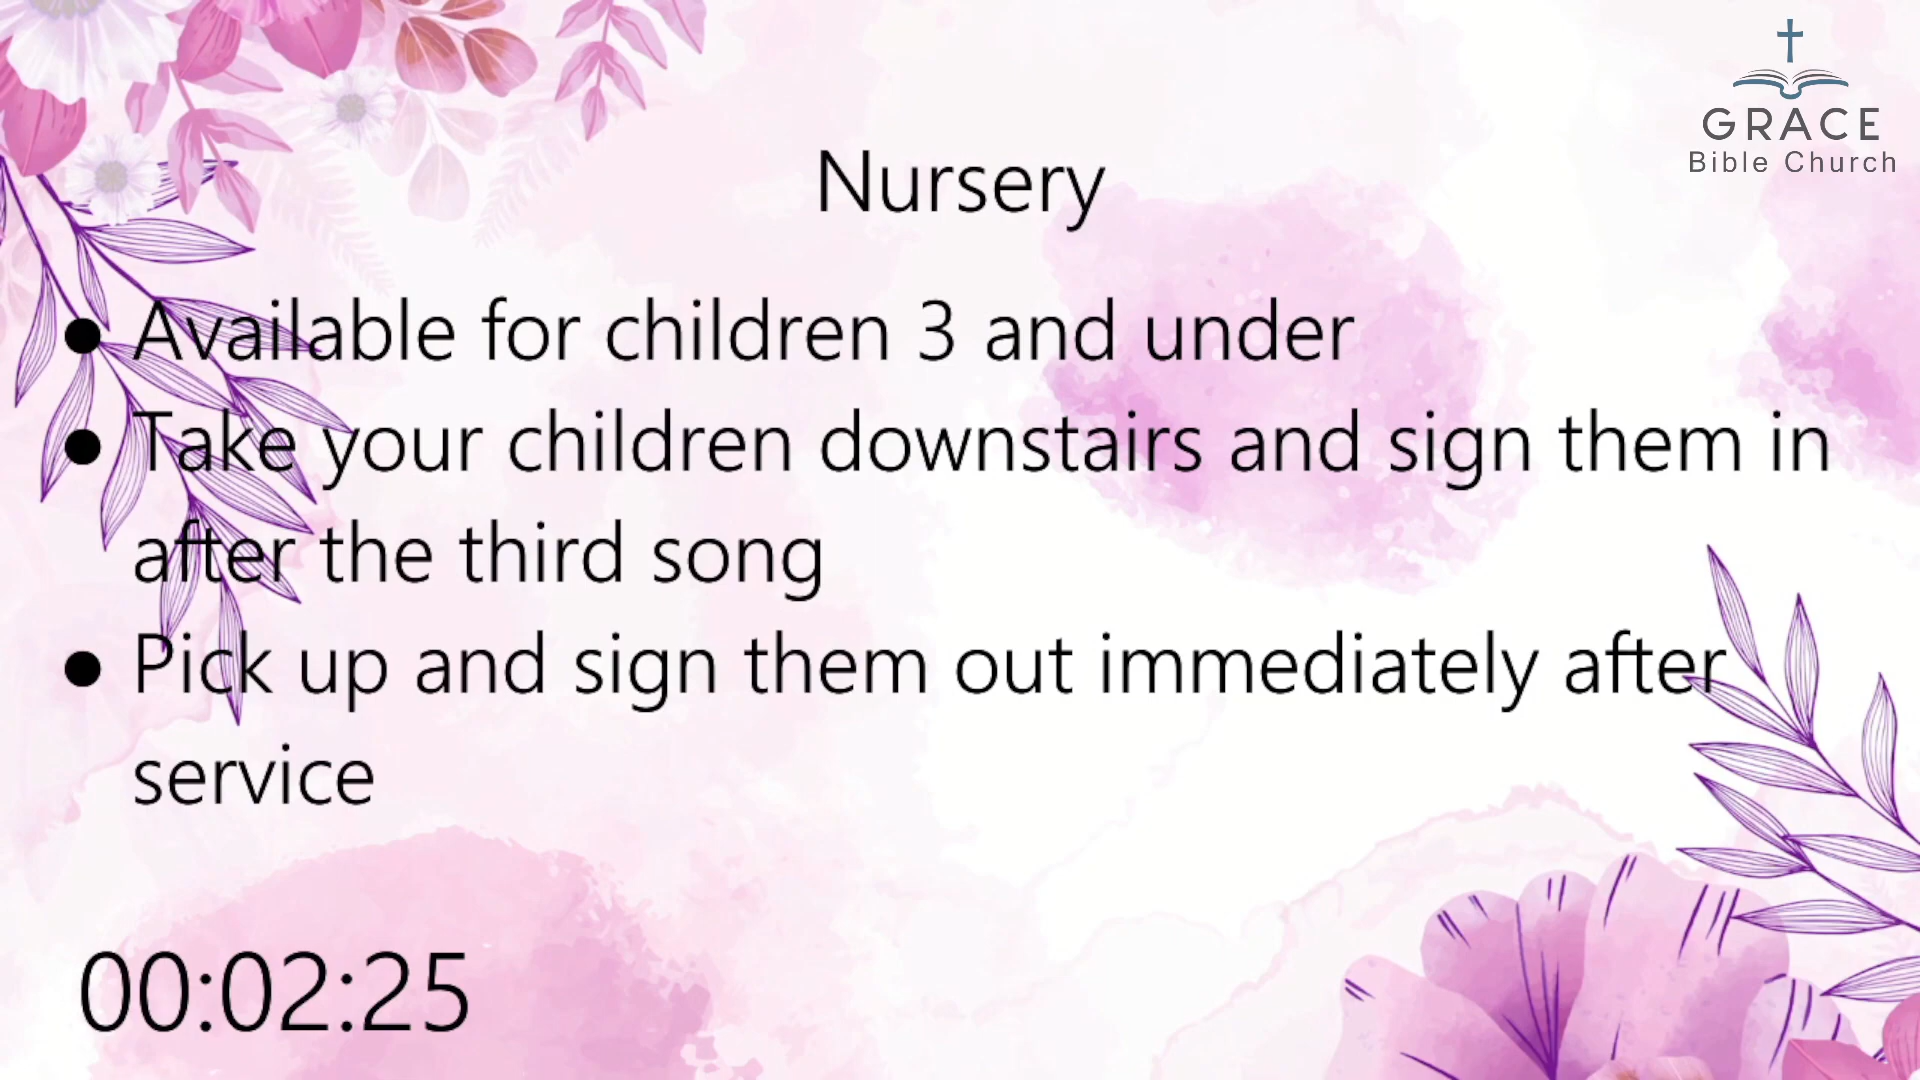 GRACE
Bible Church
Nursery
● Available for children 3 and under
● Take your children downstairs and sign them in
after the third song
● Pick up and sign them out immediately after
service
00:02:25